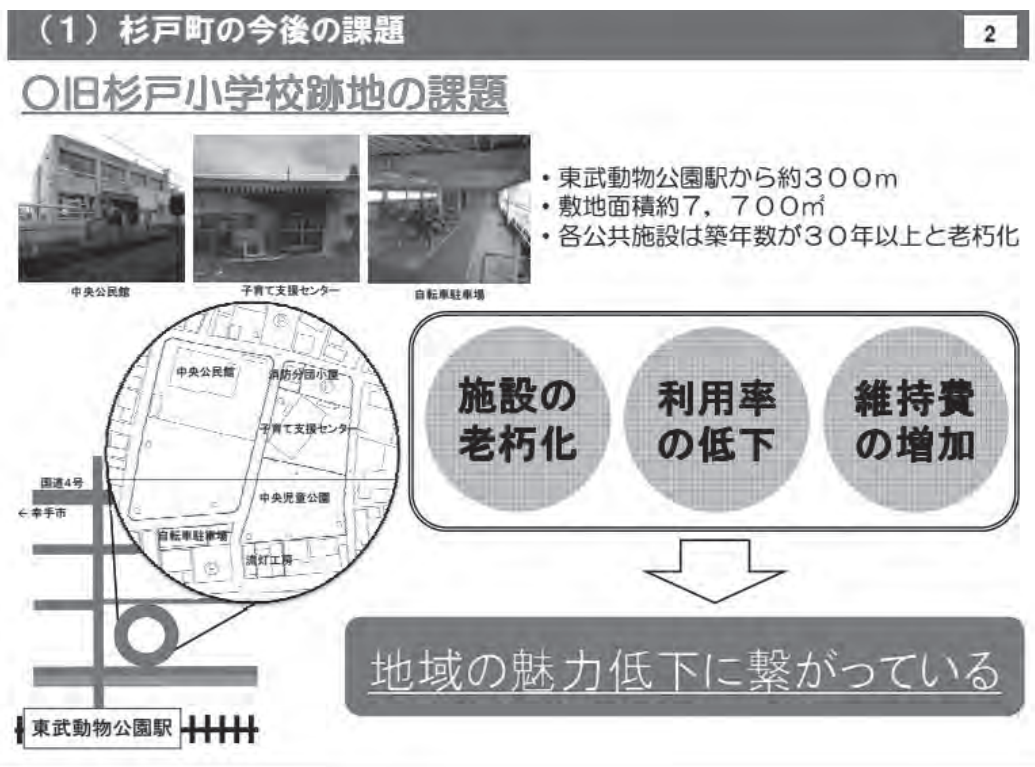 （1）杉戸町の今後の課題
2
〇旧杉戸小学校跡地の課題
・東武動物公園駅から約３００ｍ
・敷地面積約７，７００㎡
・各公共施設は築年数が３０年以上と老朽化
中央公民館
子育て支援センター
自転車駐車場
中央公民館
消防分団小屋
子育て支援センター
中央児童公園
自転車駐車場
流灯工房
国道4号
←幸手市
施設の
老朽化
利用率
の低下
維持費
の増加
地域の魅力低下に繋がっている
東武動物公園駅